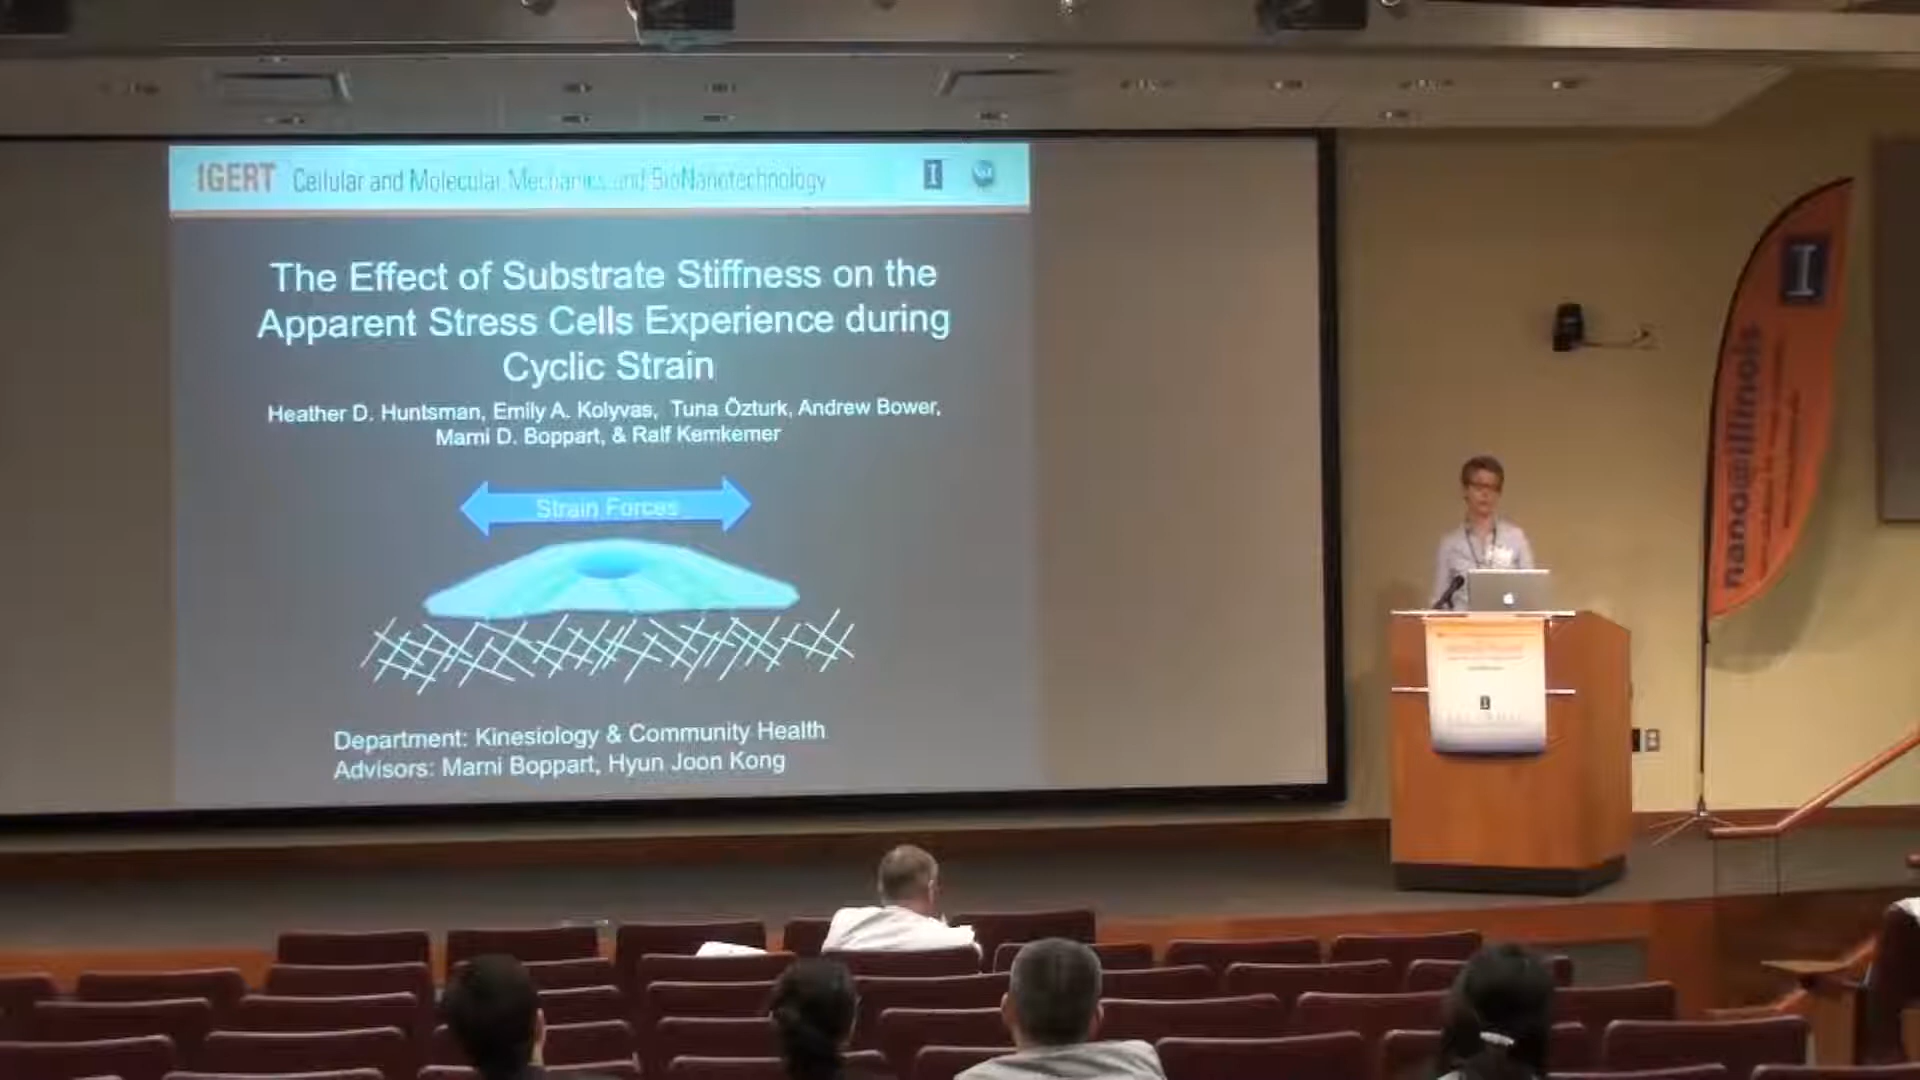 IGERT Cellular and Molecular Mechanics and BioNanotechnology
I
The Effect of Substrate Stiffness on the
Apparent Stress Cells Experience during
Cyclic Strain
Heather D. Huntsman, Emily A. Kolyvas, Tuna Özturk, Andrew Bower,
Marni D. Boppart, & Ralf Kemkemer
Strain Forces
Department: Kinesiology & Community Health
Advisors: Marni Boppart, Hyun Joon Kong
I
nano@illinois
I